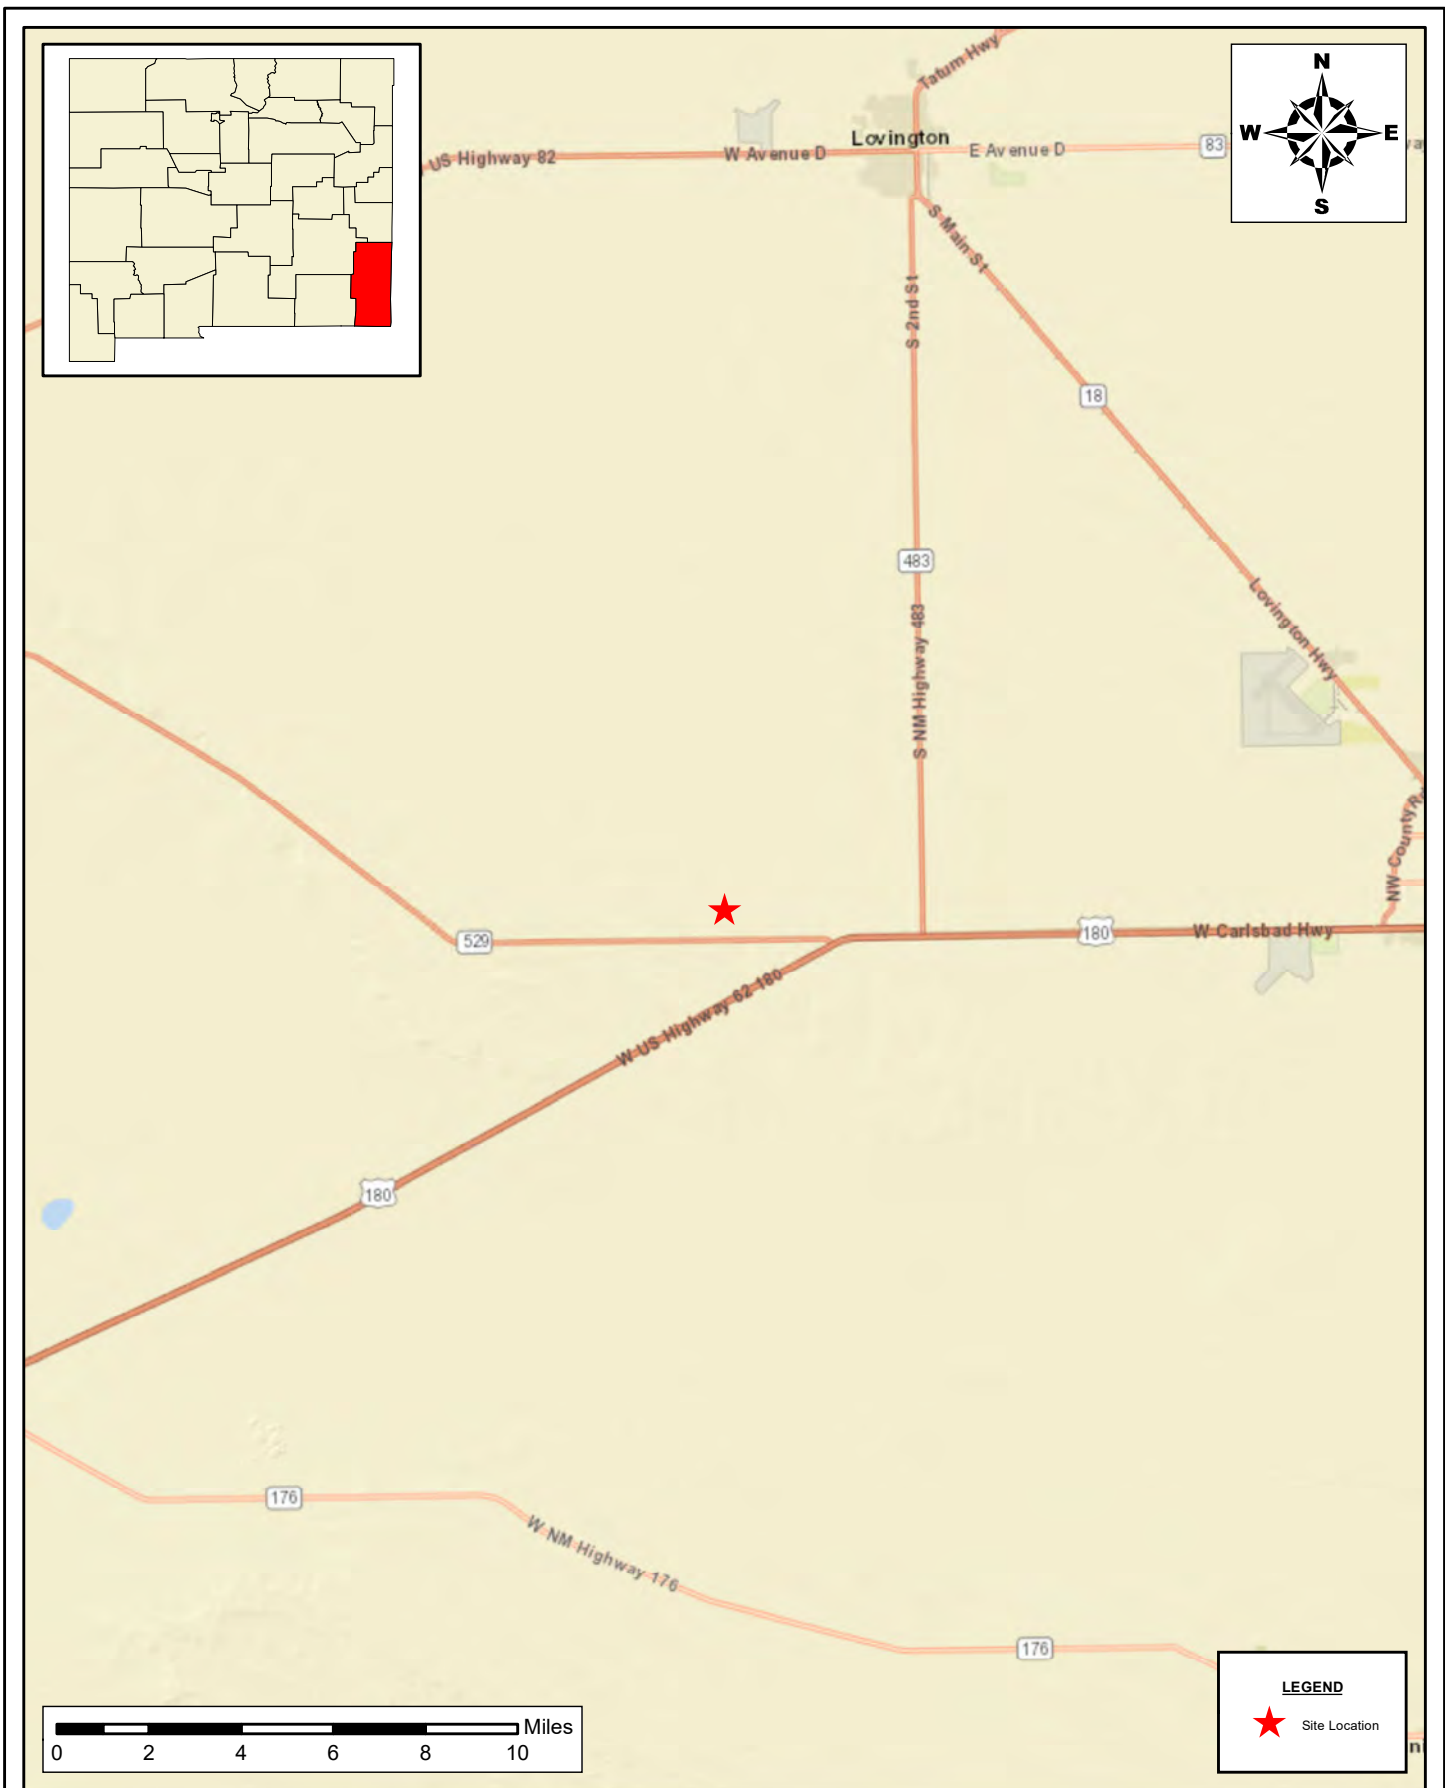 Tatum Hwy
N
W
E
S
Lovington
US Highway 82
W Avenue D
E Avenue D
83
S Main St
S 2nd St
18
483
Lovington Hwy
S NM Highway 483
NW County
529
180
W Carlsbad Hwy
W US Highway 62 180
180
176
W NM Highway 176
176
LEGEND
Site Location
Miles
0 2 4 6 8 10